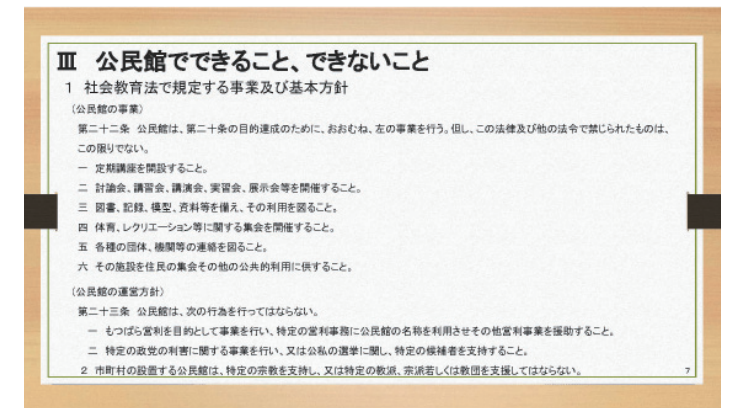 Ⅲ 公民館でできること、できないこと
1 社会教育法で規定する事業及び基本方針
（公民館の事業）
第二十二条 公民館は、第二十条の目的達成のために、おおむね、左の事業を行う。但し、この法律及び他の法令で禁じられたものは、
この限りでない。
一 定期講座を開設すること。
二 討論会、講習会、講演会、実習会、展示会等を開催すること。
三 図書、記録、模型、資料等を備え、その利用を図ること。
四 体育、レクリエーション等に関する集会を開催すること。
五 各種の団体、機関等の連絡を図ること。
六 その施設を住民の集会その他の公共的利用に供すること。
（公民館の運営方針）
第二十三条 公民館は、次の行為を行ってはならない。
一 もつぱら営利を目的として事業を行い、特定の営利事務に公民館の名称を利用させその他営利事業を援助すること。
二 特定の政党の利害に関する事業を行い、又は公私の選挙に関し、特定の候補者を支持すること。
2 市町村の設置する公民館は、特定の宗教を支持し、又は特定の教派、宗派若しくは教団を支援してはならない。
7